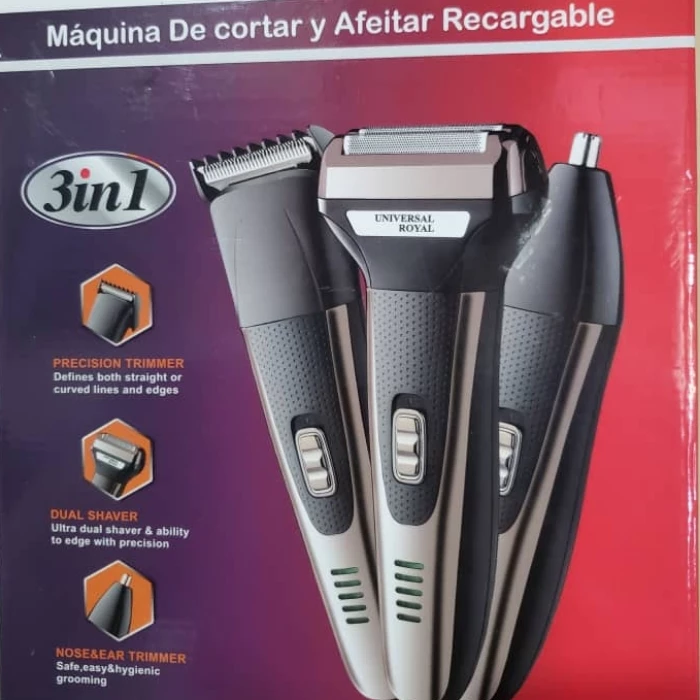 Máquina De cortar y Afeitar Recargable
3in1
UNIVERSAL
ROYAL
PRECISION TRIMMER
Defines both straight or
curved lines and edges
DUAL SHAVER
Ultra dual shaver & ability
to edge with precision
NOSE&EAR TRIMMER
Safe,easy&hygienic
grooming